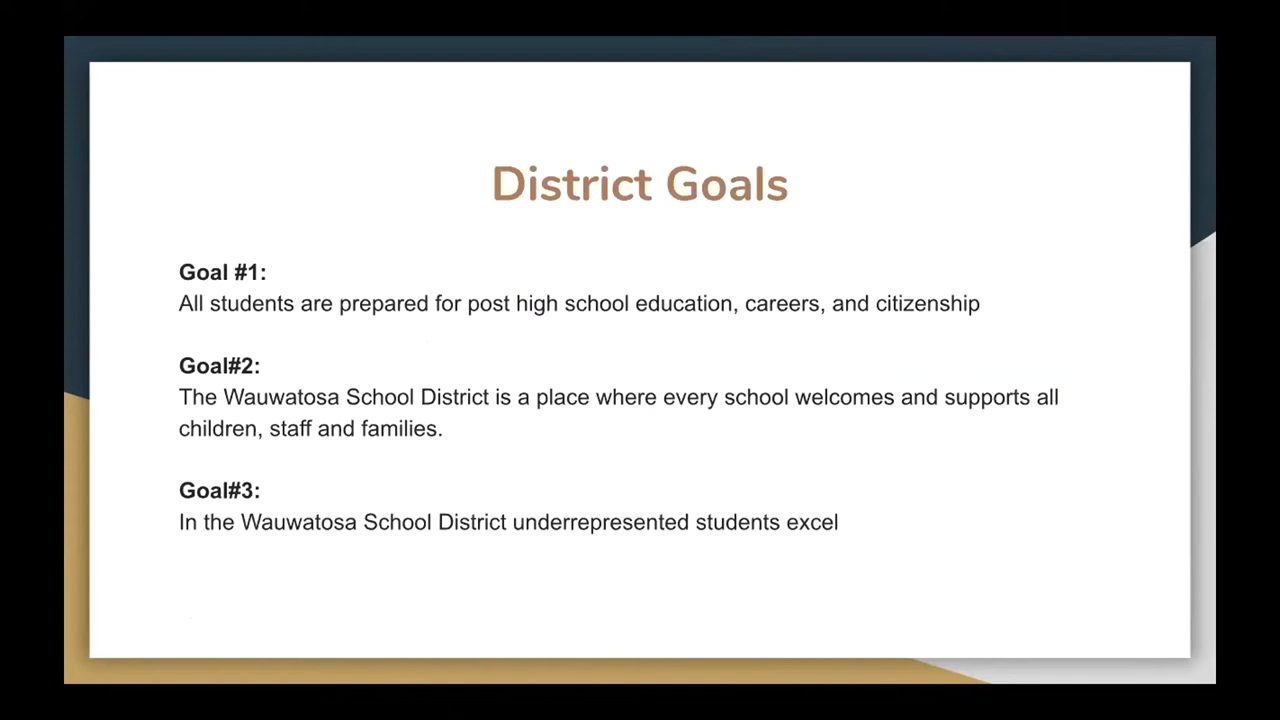 District Goals
Goal #1:
All students are prepared for post high school education, careers, and citizenship
Goal#2:
The Wauwatosa School District is a place where every school welcomes and supports all
children, staff and families.
Goal#3:
In the Wauwatosa School District underrepresented students excel